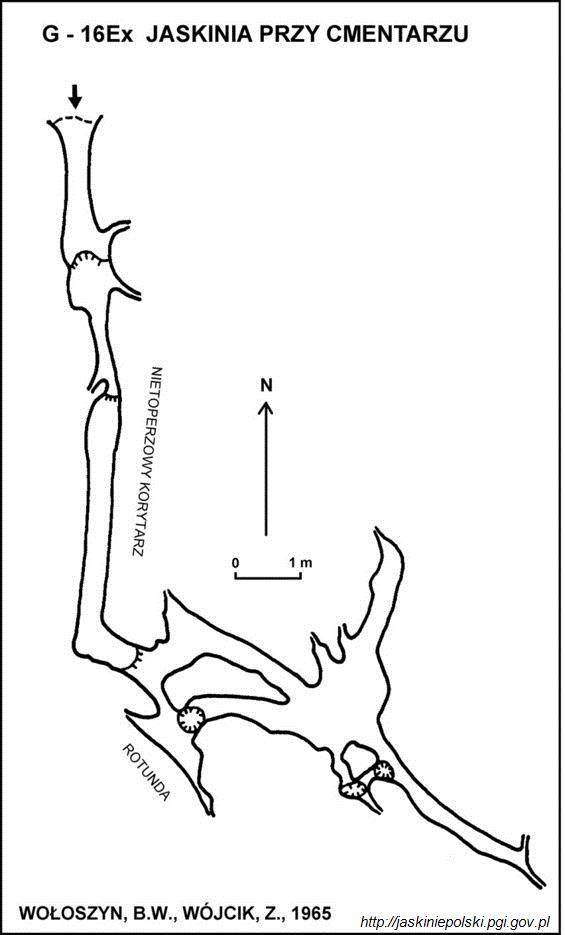 G - 16Ex JASKINIA PRZY CMENTARZU
NIETOPERZOWY KORYTARZ
N
0 1 m
ROTUNDA
WOŁOSZYN, B.W., WÓJCIK, Z., 1965
http://jaskiniepolski.pgi.gov.pl